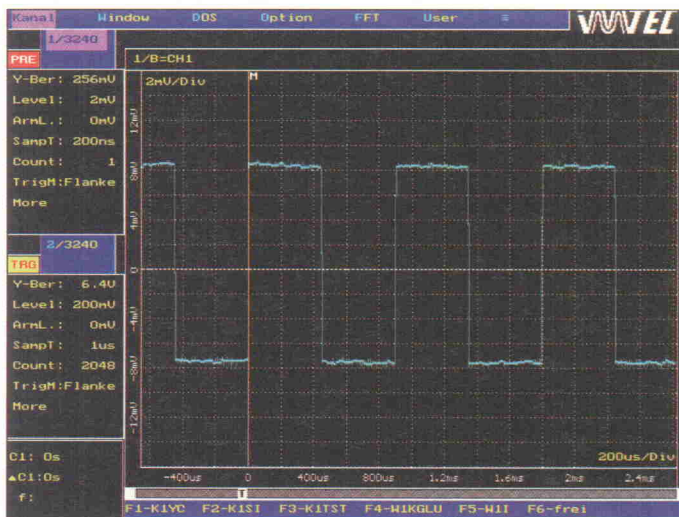 Kanal Window DOS Option FFT User ≡
WUNTEL
1/3240
PRE
1/B=CH1
Y-Ber: 256mV
Level: 2mV
ArmL.: 0mV
SampT: 200ns
Count: 1
TrigM:Flanke
More
2/3240
TRG
Y-Ber: 6.4V
Level: 200mV
ArmL.: 0mV
SampT: 1us
Count: 2048
TrigM:Flanke
More
C1: 0s
▲C1:0s
f:
2mV/Div
M
12mV
8mV
4mV
0
-4mV
-8mV
-12mV
200us/Div
-400us 0 400us 800us 1.2ms 1.6ms 2ms 2.4ms
T
F1-K1YC F2-K1SI F3-K1TST F4-W1KGLU F5-W1I F6-frei